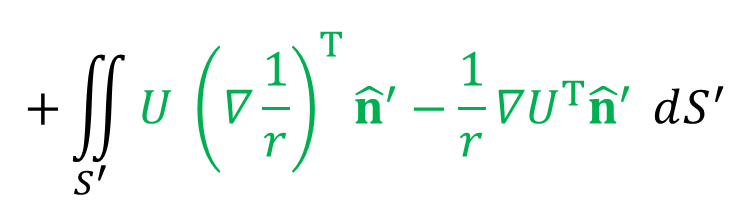 + ∬_{S′} U (∇ 1/r)^T n̂′ − 1/r ∇U^T n̂′ dS′